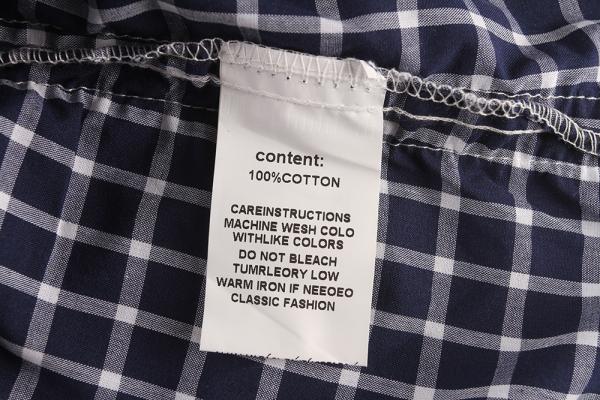 content:
100%COTTON
CAREINSTRUCTIONS
MACHINE WESH COLO
WITHLIKE COLORS
DO NOT BLEACH
TUMRLEORY LOW
WARM IRON IF NEEOEO
CLASSIC FASHION